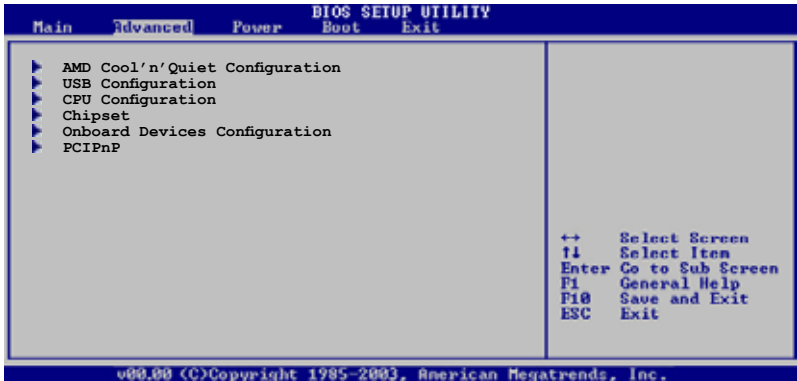 BIOS SETUP UTILITY
Main Advanced Power Boot Exit
AMD Cool'n'Quiet Configuration
USB Configuration
CPU Configuration
Chipset
Onboard Devices Configuration
PCIPnP
←→ Select Screen
↑↓ Select Item
Enter Go to Sub Screen
F1 General Help
F10 Save and Exit
ESC Exit
v00.00 (C)Copyright 1985-2003, American Megatrends, Inc.